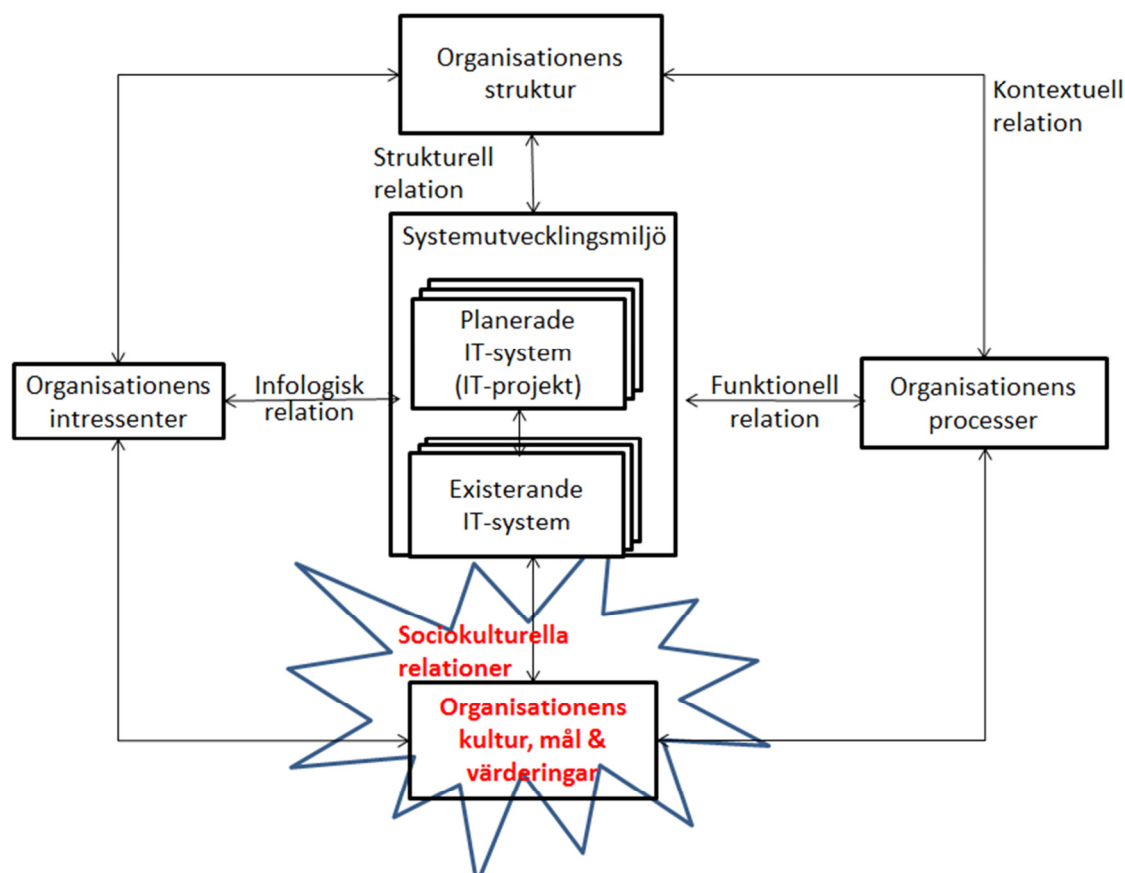 Organisationens
struktur
Kontextuell
relation
Strukturell
relation
Systemutvecklingsmiljö
Planerade
IT-system
(IT-projekt)
Organisationens
intressenter
Infologisk
relation
Funktionell
relation
Organisationens
processer
Existerande
IT-system
Sociokulturella
relationer
Organisationens
kultur, mål &
värderingar